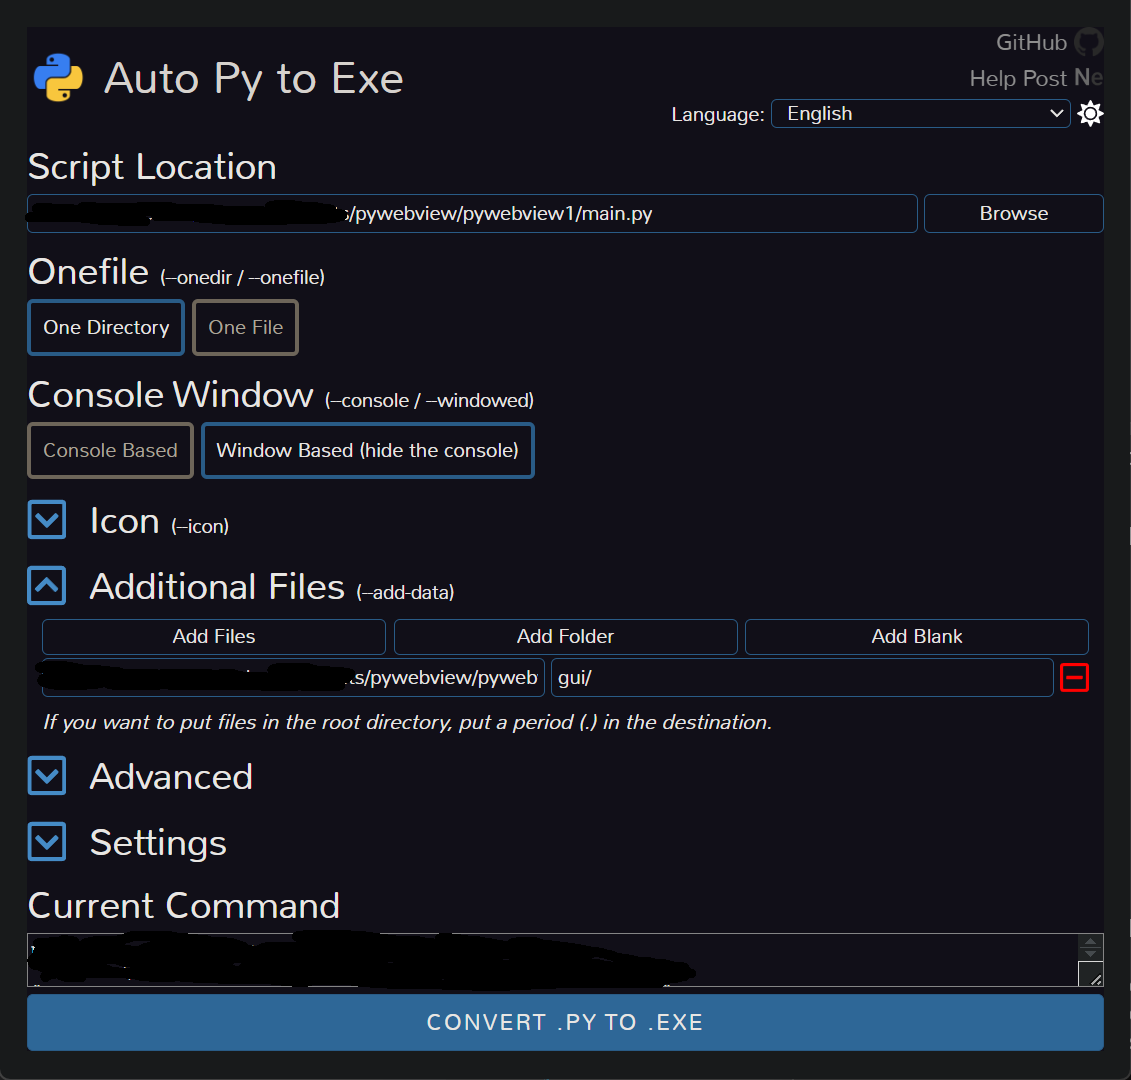 GitHub
Auto Py to Exe
Help Post Ne
Language: English
Script Location
s/pywebview/pywebview1/main.py Browse
Onefile (--onedir / --onefile)
One Directory One File
Console Window (--console / --windowed)
Console Based Window Based (hide the console)
Icon (--icon)
Additional Files (--add-data)
Add Files Add Folder Add Blank
ts/pywebview/pyweb gui/
If you want to put files in the root directory, put a period (.) in the destination.
Advanced
Settings
Current Command
CONVERT .PY TO .EXE